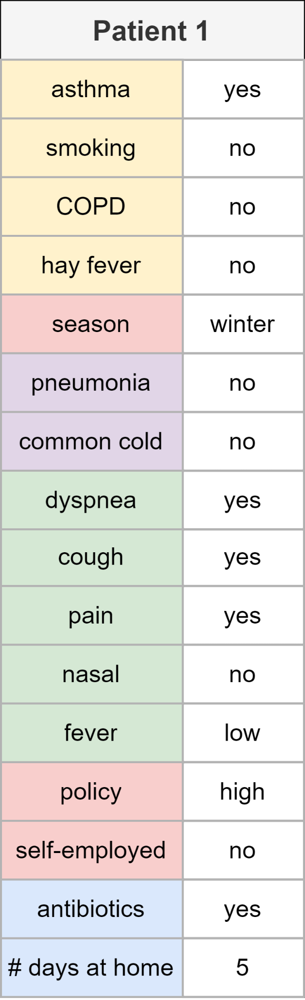 Patient 1
asthma yes
smoking no
COPD no
hay fever no
season winter
pneumonia no
common cold no
dyspnea yes
cough yes
pain yes
nasal no
fever low
policy high
self-employed no
antibiotics yes
# days at home 5